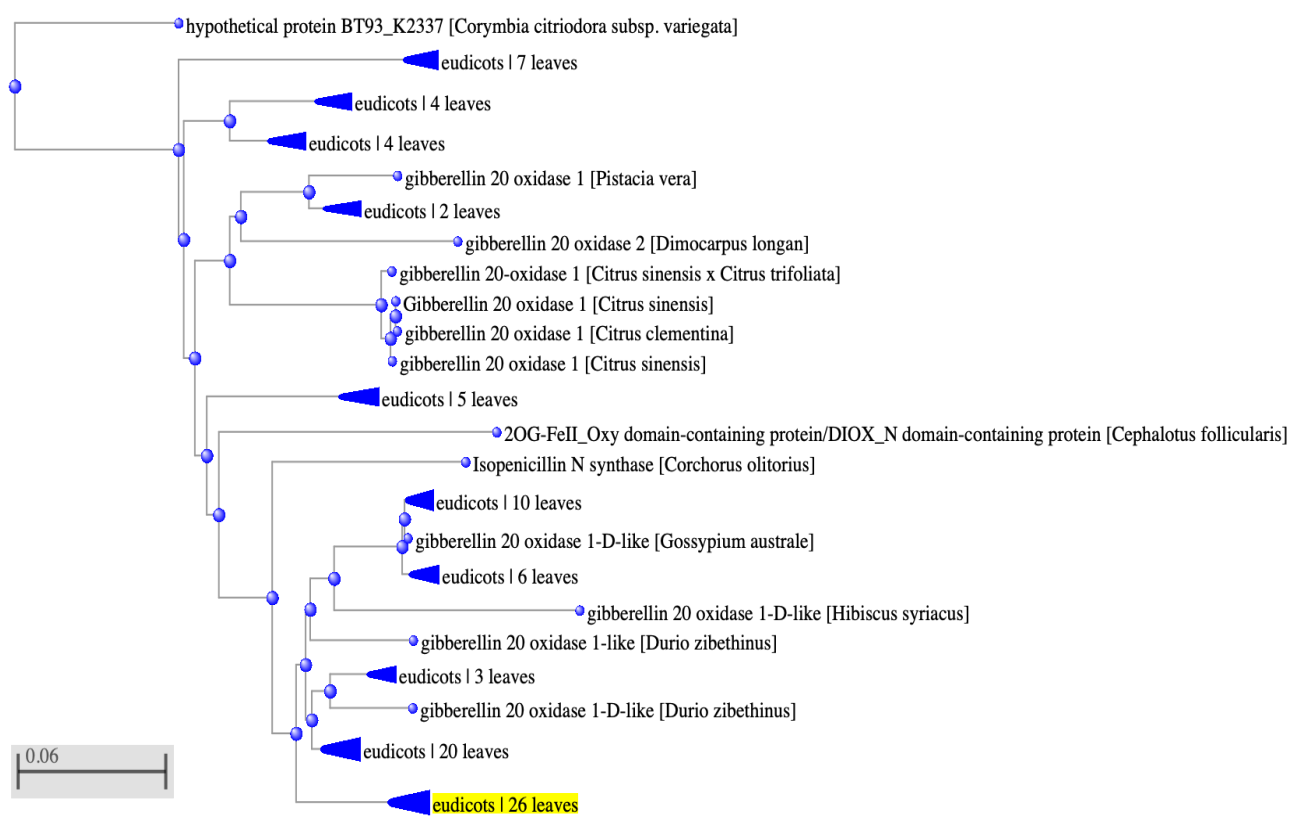 hypothetical protein BT93_K2337 [Corymbia citriodora subsp. variegata]
eudicots | 7 leaves
eudicots | 4 leaves
eudicots | 4 leaves
gibberellin 20 oxidase 1 [Pistacia vera]
eudicots | 2 leaves
gibberellin 20 oxidase 2 [Dimocarpus longan]
gibberellin 20-oxidase 1 [Citrus sinensis x Citrus trifoliata]
Gibberellin 20 oxidase 1 [Citrus sinensis]
gibberellin 20 oxidase 1 [Citrus clementina]
gibberellin 20 oxidase 1 [Citrus sinensis]
eudicots | 5 leaves
2OG-FeII_Oxy domain-containing protein/DIOX_N domain-containing protein [Cephalotus follicularis]
Isopenicillin N synthase [Corchorus olitorius]
eudicots | 10 leaves
gibberellin 20 oxidase 1-D-like [Gossypium australe]
eudicots | 6 leaves
gibberellin 20 oxidase 1-D-like [Hibiscus syriacus]
gibberellin 20 oxidase 1-like [Durio zibethinus]
eudicots | 3 leaves
gibberellin 20 oxidase 1-D-like [Durio zibethinus]
eudicots | 20 leaves
0.06
eudicots | 26 leaves